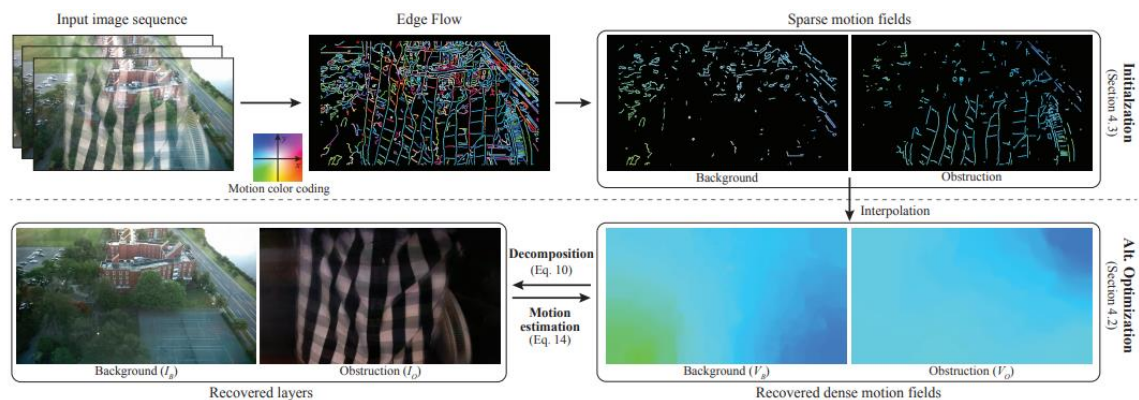 Input image sequence
Edge Flow
Sparse motion fields
Motion color coding
y
x
Background
Obstruction
Initialzation
(Section 4.3)
Interpolation
Decomposition
(Eq. 10)
Motion
estimation
(Eq. 14)
Alt. Optimization
(Section 4.2)
Background (I_B)
Obstruction (I_O)
Background (V_B)
Obstruction (V_O)
Recovered layers
Recovered dense motion fields